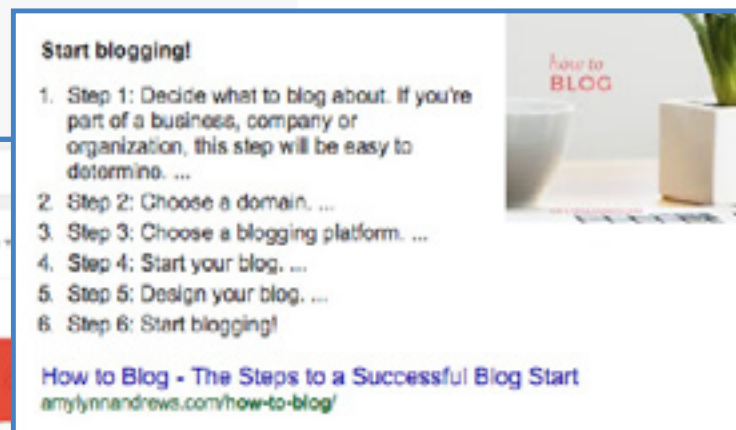 Start blogging!
1. Step 1: Decide what to blog about. If you're
part of a business, company or
organization, this step will be easy to
determine. ...
2. Step 2: Choose a domain. ...
3. Step 3: Choose a blogging platform. ...
4. Step 4: Start your blog. ...
5. Step 5: Design your blog. ...
6. Step 6: Start blogging!
how to
BLOG
How to Blog - The Steps to a Successful Blog Start
amylynnandrews.com/how-to-blog/